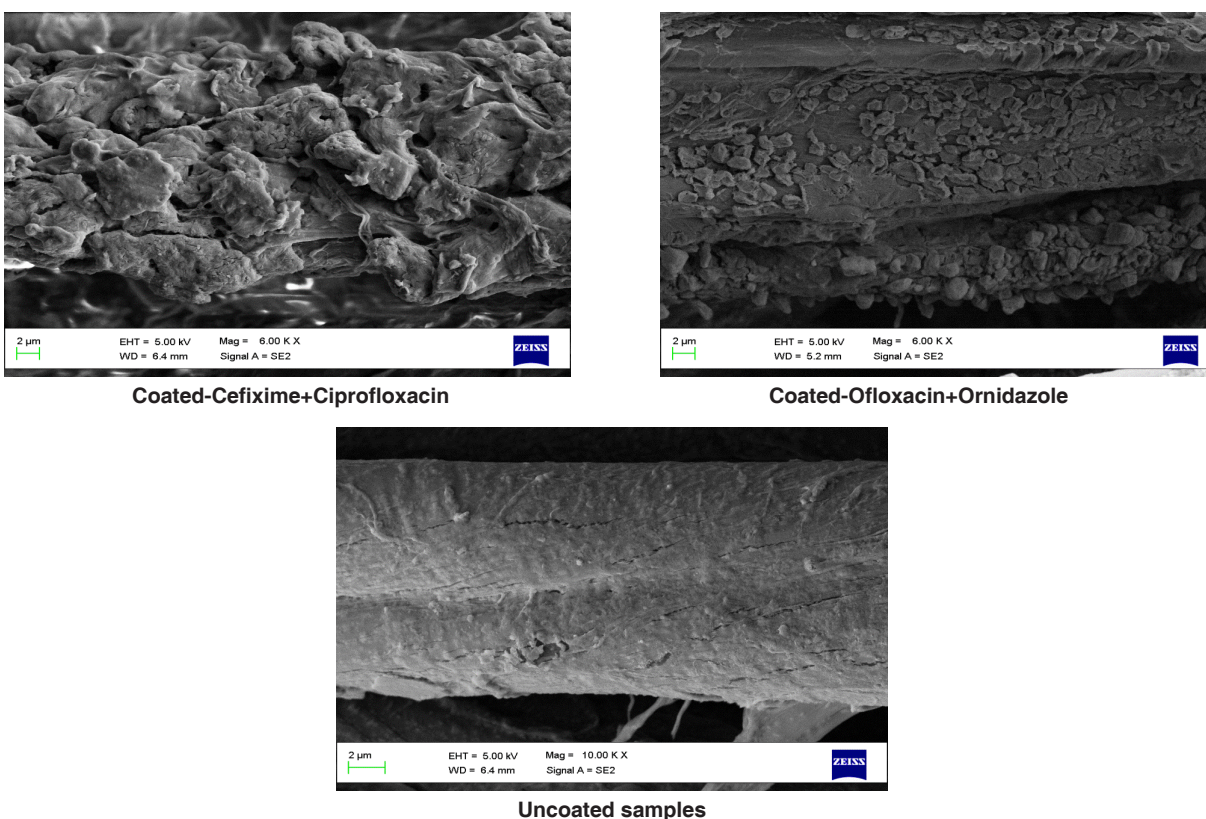 2 µm
EHT = 5.00 kV Mag = 6.00 K X
WD = 6.4 mm Signal A = SE2
ZEISS
Coated-Cefixime+Ciprofloxacin
2 µm
EHT = 5.00 kV Mag = 6.00 K X
WD = 5.2 mm Signal A = SE2
ZEISS
Coated-Ofloxacin+Ornidazole
2 µm
EHT = 5.00 kV Mag = 10.00 K X
WD = 6.4 mm Signal A = SE2
ZEISS
Uncoated samples